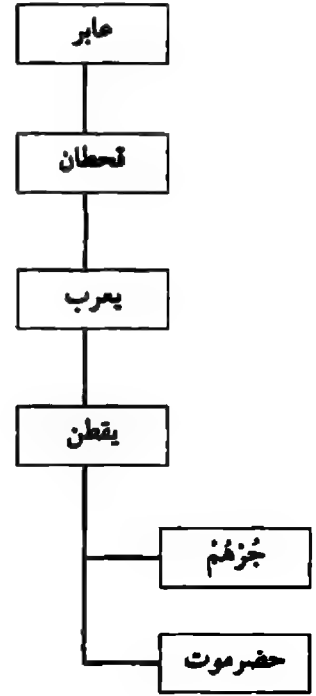 عابر
قحطان
يعرب
يقطن
جُرْهُمْ
حضرموت